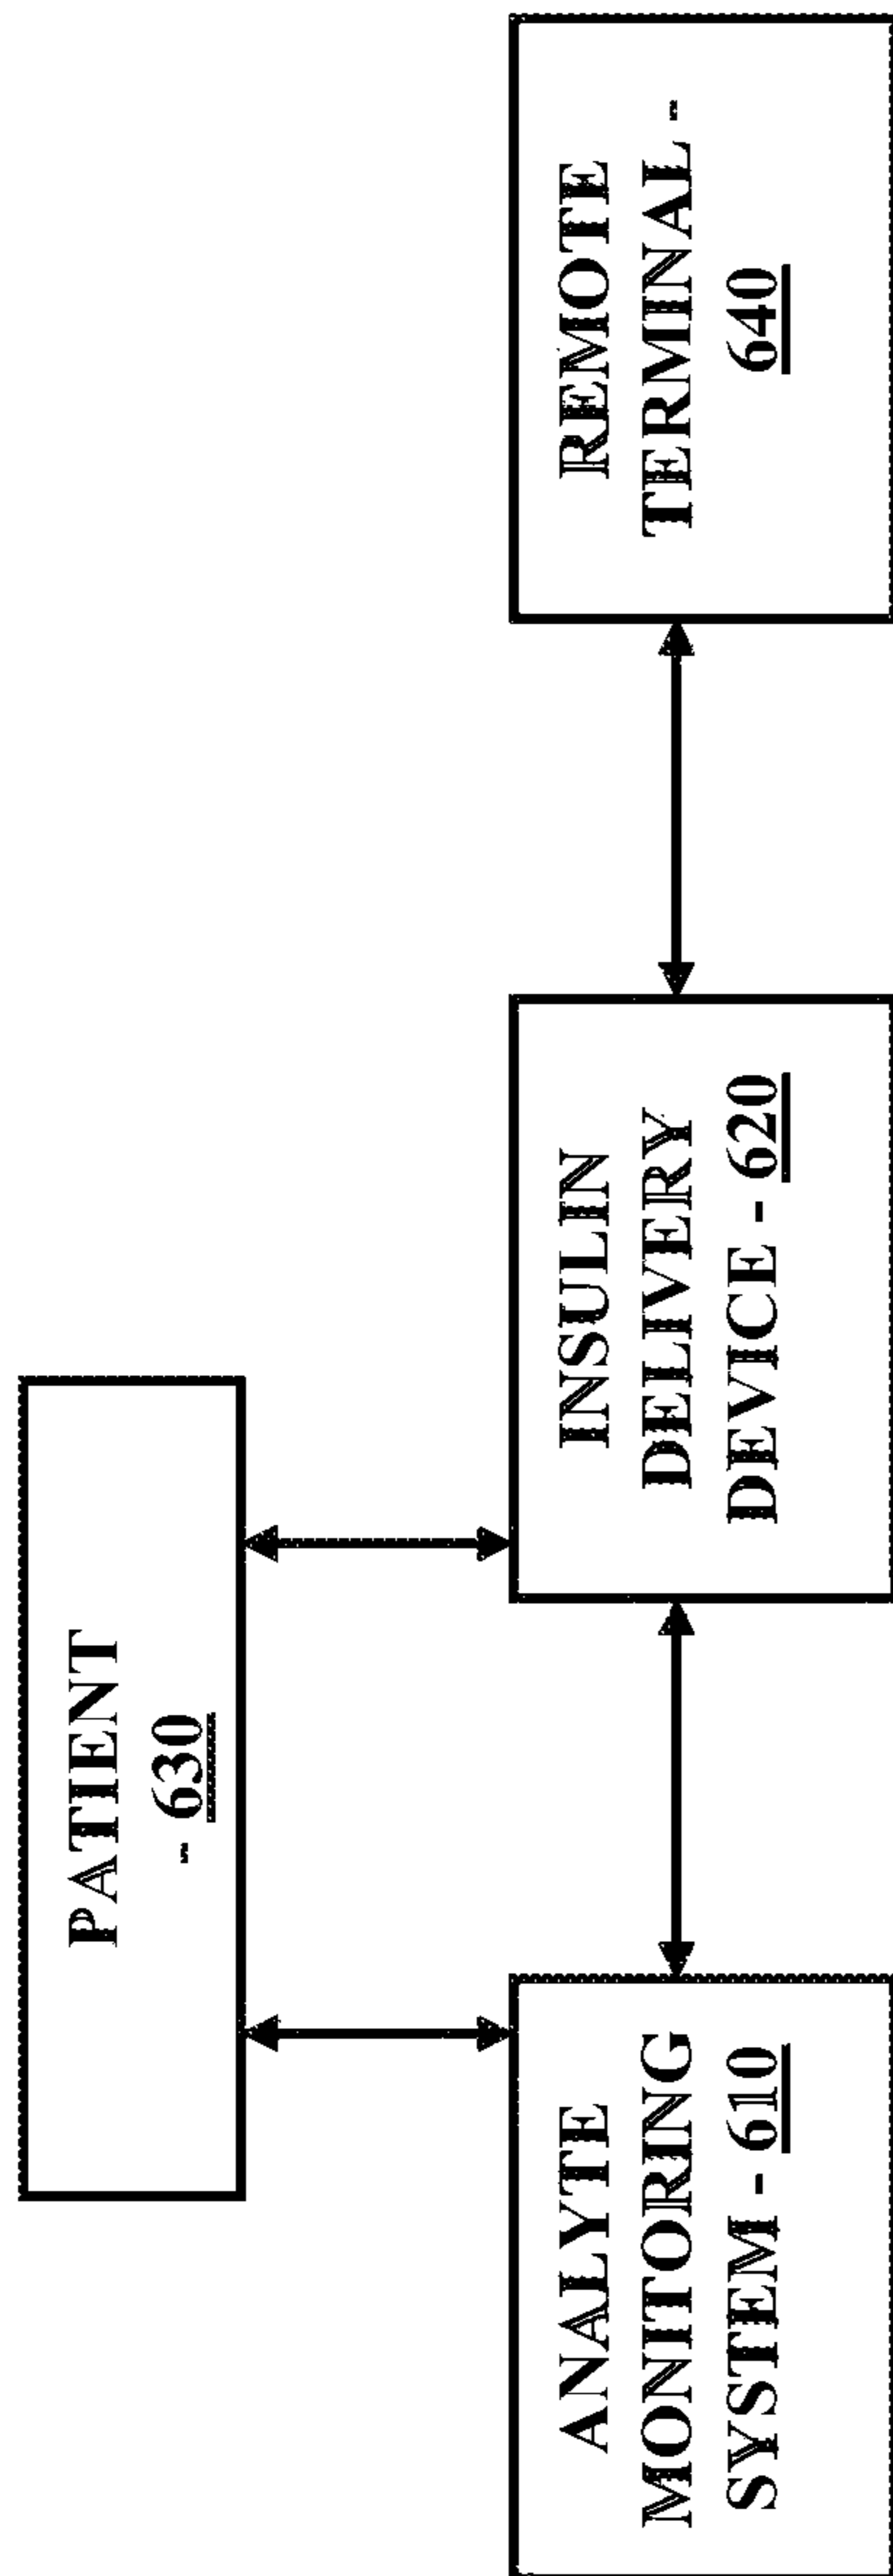 PATIENT
- 630
ANALYTE
MONITORING
SYSTEM - 610
INSULIN
DELIVERY
DEVICE - 620
REMOTE
TERMINAL -
640